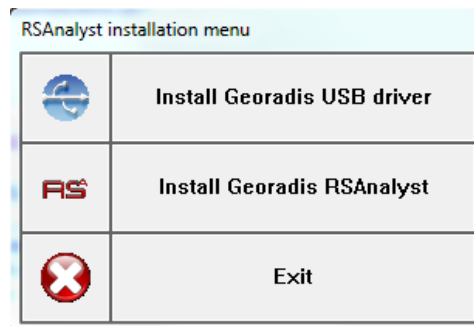 RSAnalyst installation menu
Install Georadis USB driver
RS
Install Georadis RSAnalyst
Exit